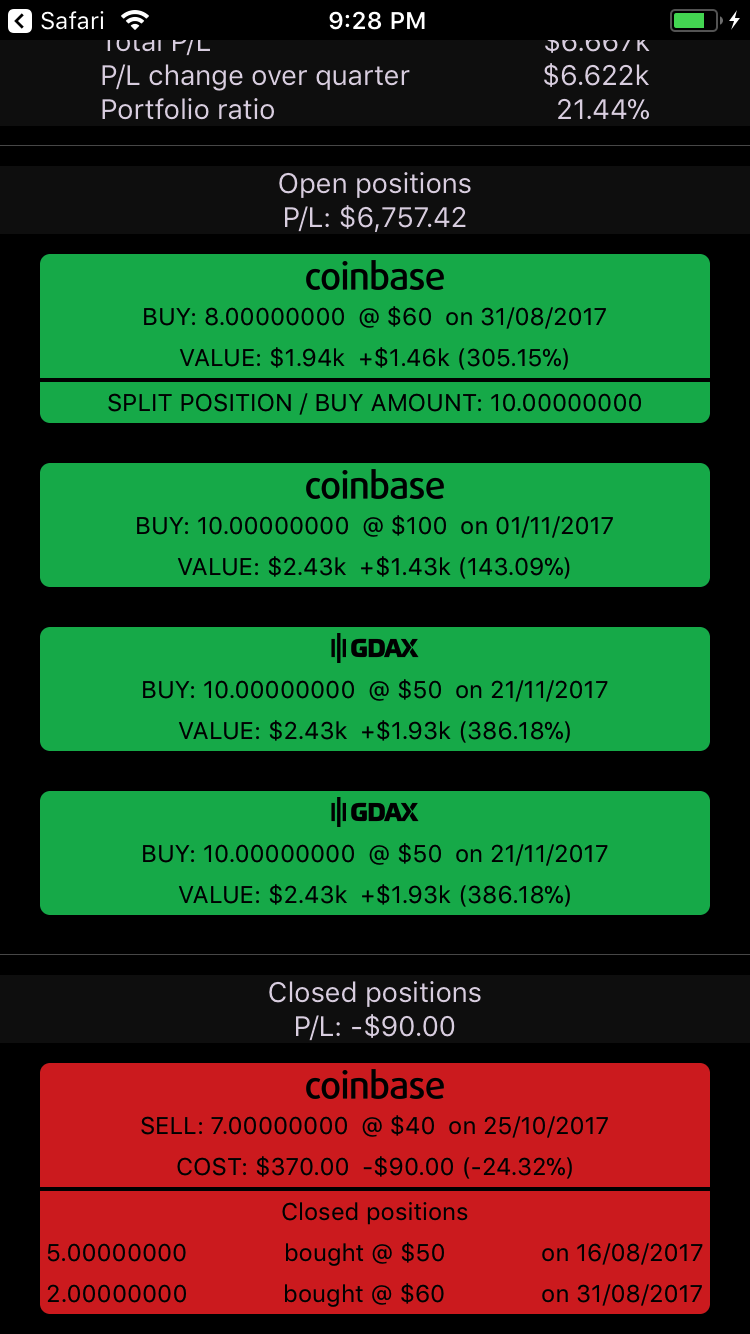 Safari 9:28 PM
Total P/L $6.667k
P/L change over quarter $6.622k
Portfolio ratio 21.44%
Open positions
P/L: $6,757.42
coinbase
BUY: 8.00000000 @ $60 on 31/08/2017
VALUE: $1.94k +$1.46k (305.15%)
SPLIT POSITION / BUY AMOUNT: 10.00000000
coinbase
BUY: 10.00000000 @ $100 on 01/11/2017
VALUE: $2.43k +$1.43k (143.09%)
GDAX
BUY: 10.00000000 @ $50 on 21/11/2017
VALUE: $2.43k +$1.93k (386.18%)
GDAX
BUY: 10.00000000 @ $50 on 21/11/2017
VALUE: $2.43k +$1.93k (386.18%)
Closed positions
P/L: -$90.00
coinbase
SELL: 7.00000000 @ $40 on 25/10/2017
COST: $370.00 -$90.00 (-24.32%)
Closed positions
5.00000000 bought @ $50 on 16/08/2017
2.00000000 bought @ $60 on 31/08/2017